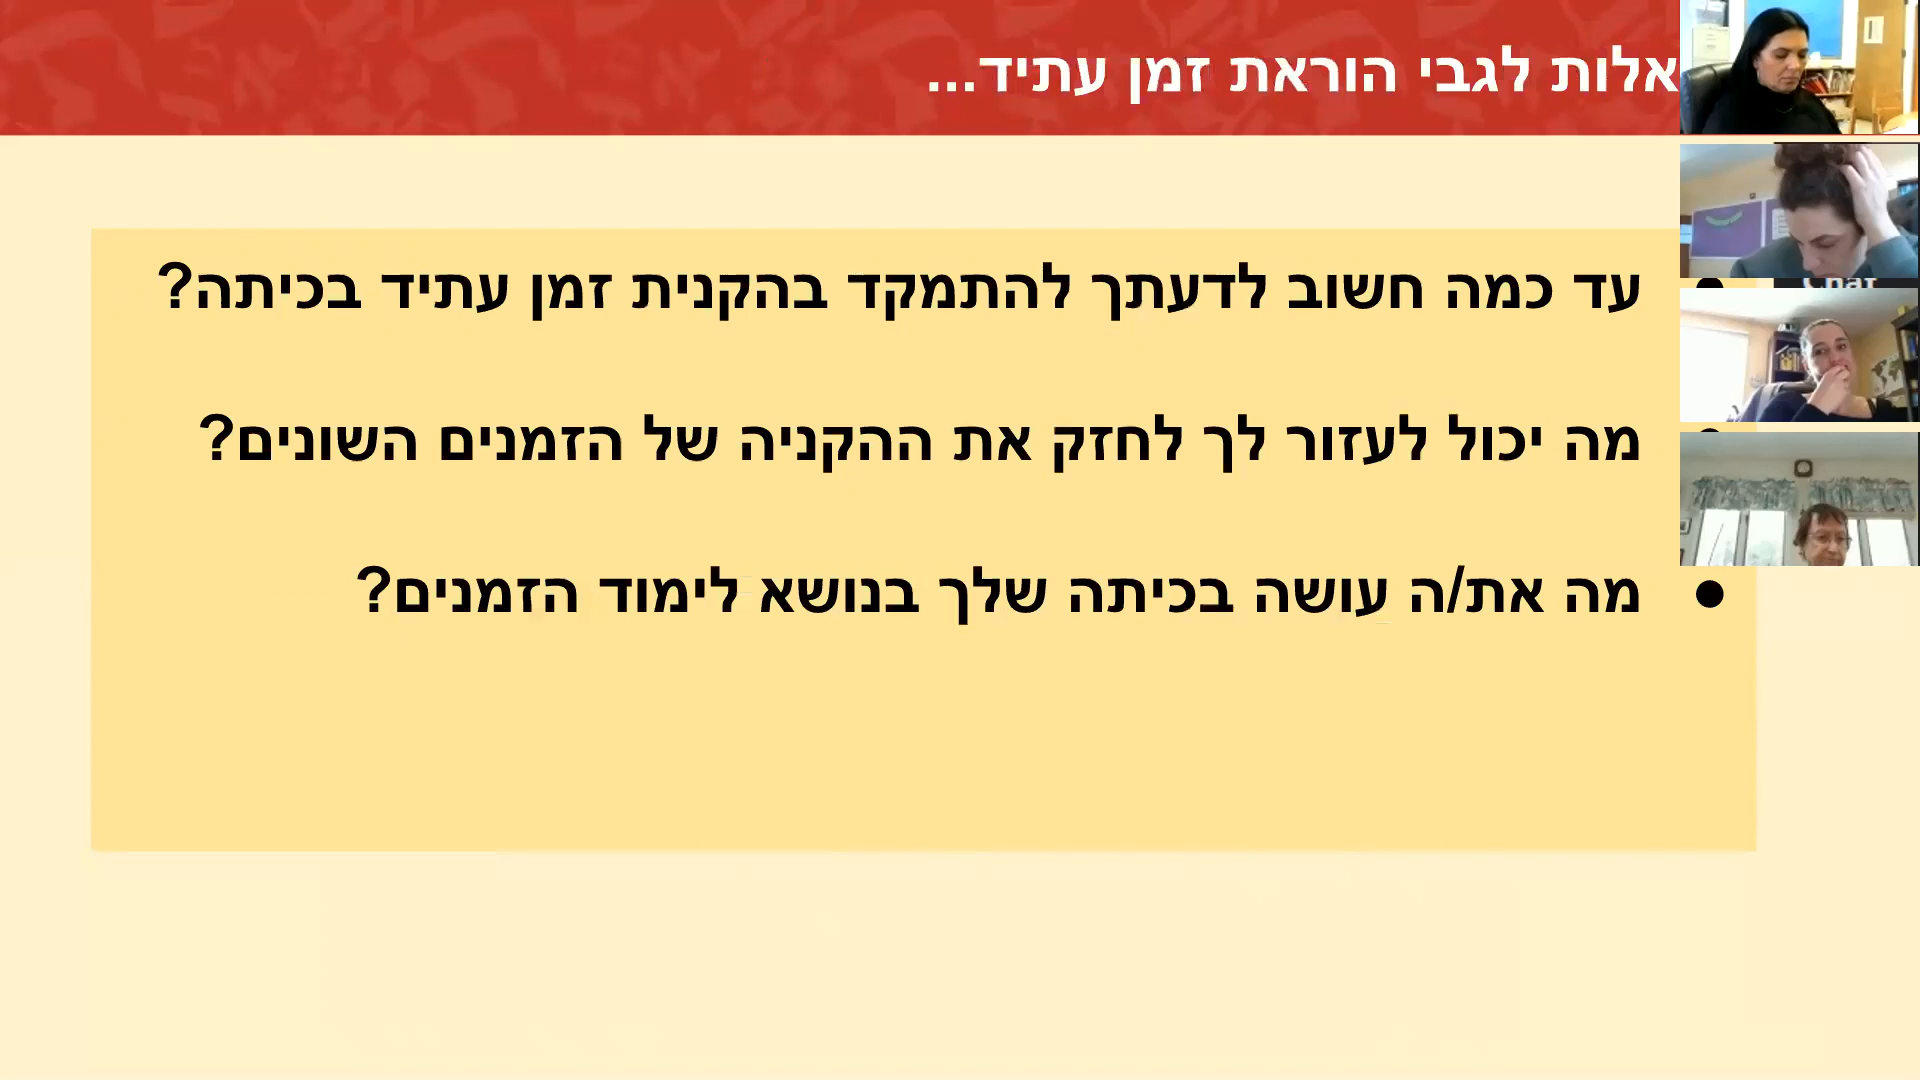 אלות לגבי הוראת זמן עתיד...
עד כמה חשוב לדעתך להתמקד בהקנית זמן עתיד בכיתה?
Chat
מה יכול לעזור לך לחזק את ההקניה של הזמנים השונים?
מה את/ה עושה בכיתה שלך בנושא לימוד הזמנים?